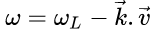 ω = ω_L − k⃗.v⃗